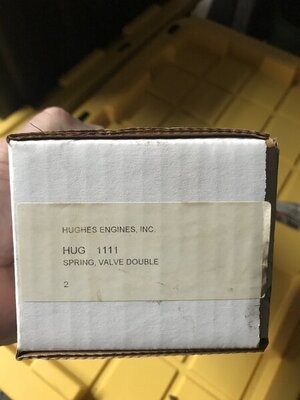 HUGHES ENGINES, INC.
HUG 1111
SPRING, VALVE DOUBLE
2